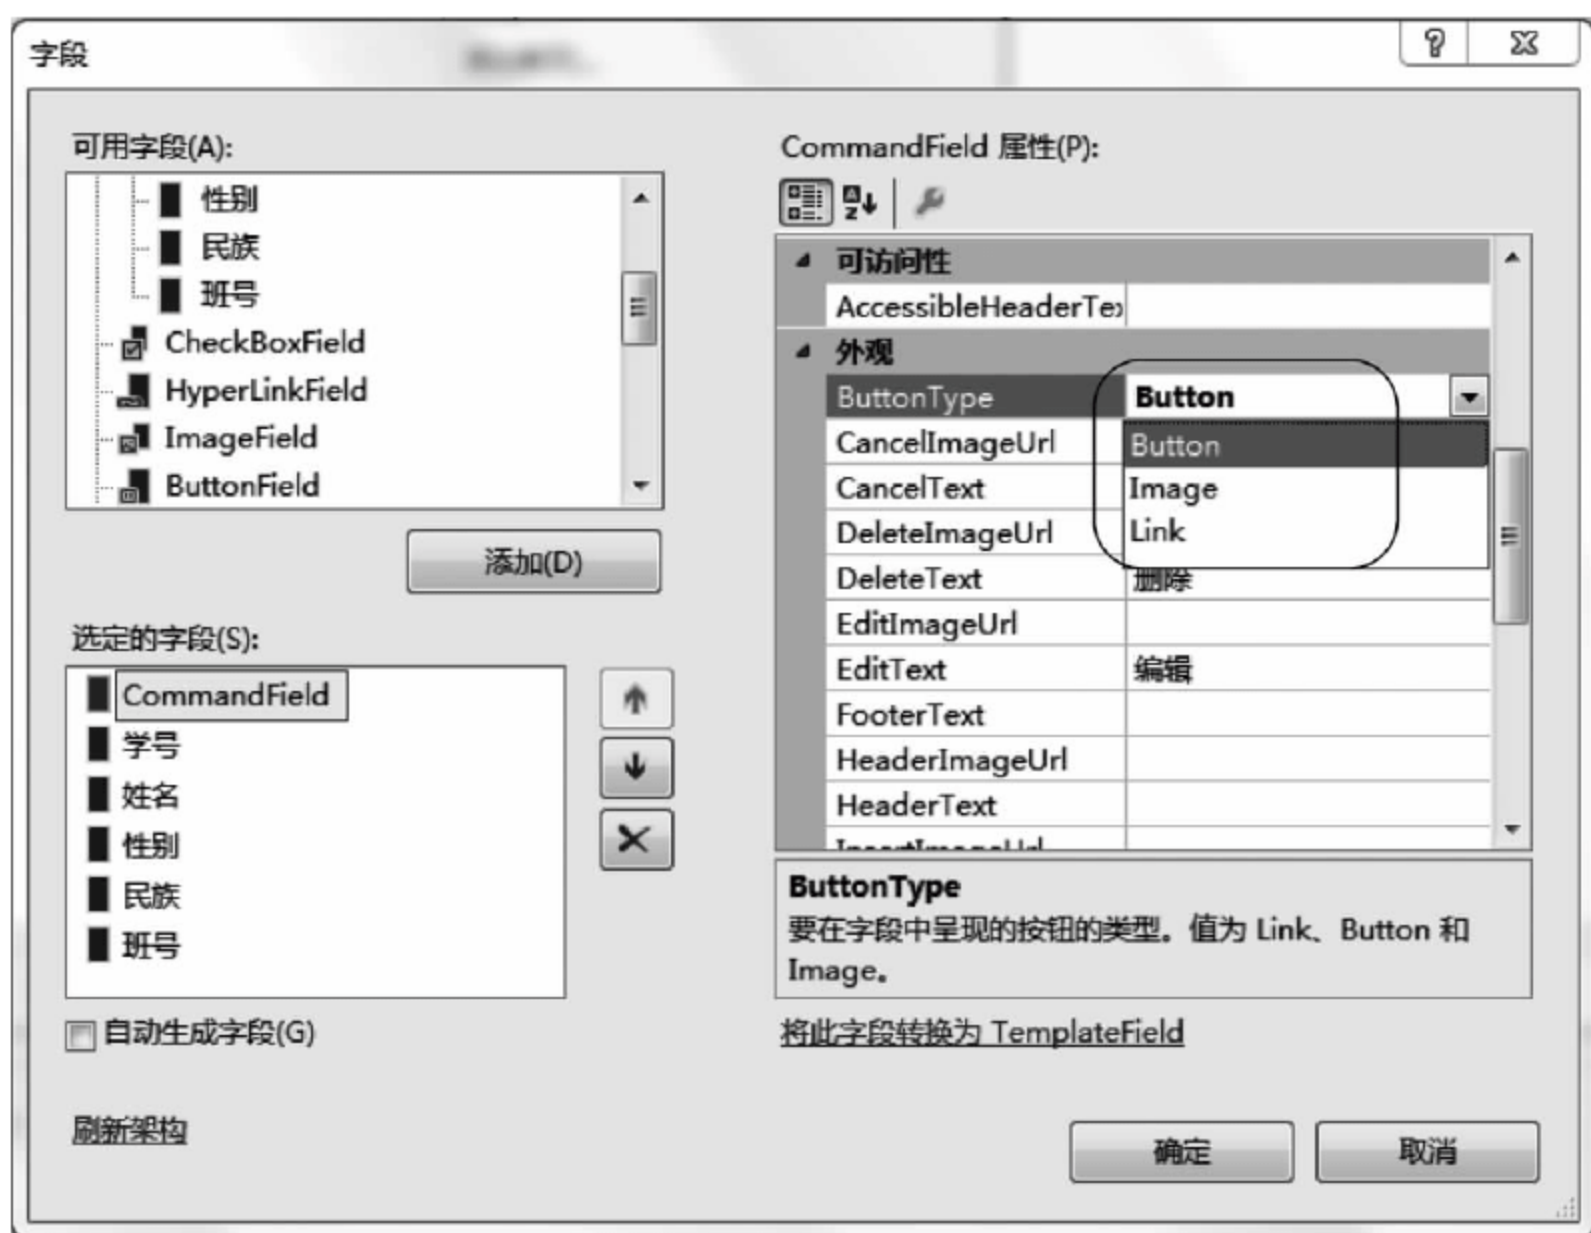 字段
可用字段(A):
性别
民族
班号
CheckBoxField
HyperLinkField
ImageField
ButtonField
添加(D)
选定的字段(S):
CommandField
学号
姓名
性别
民族
班号
自动生成字段(G)
刷新架构
CommandField 属性(P):
可访问性
AccessibleHeaderTe
外观
ButtonType Button
CancelImageUrl Button
CancelText Image
DeleteImageUrl Link
DeleteText 删除
EditImageUrl
EditText 编辑
FooterText
HeaderImageUrl
HeaderText
InsertImageUrl
ButtonType
要在字段中呈现的按钮的类型。值为 Link、Button 和
Image。
将此字段转换为 TemplateField
确定 取消